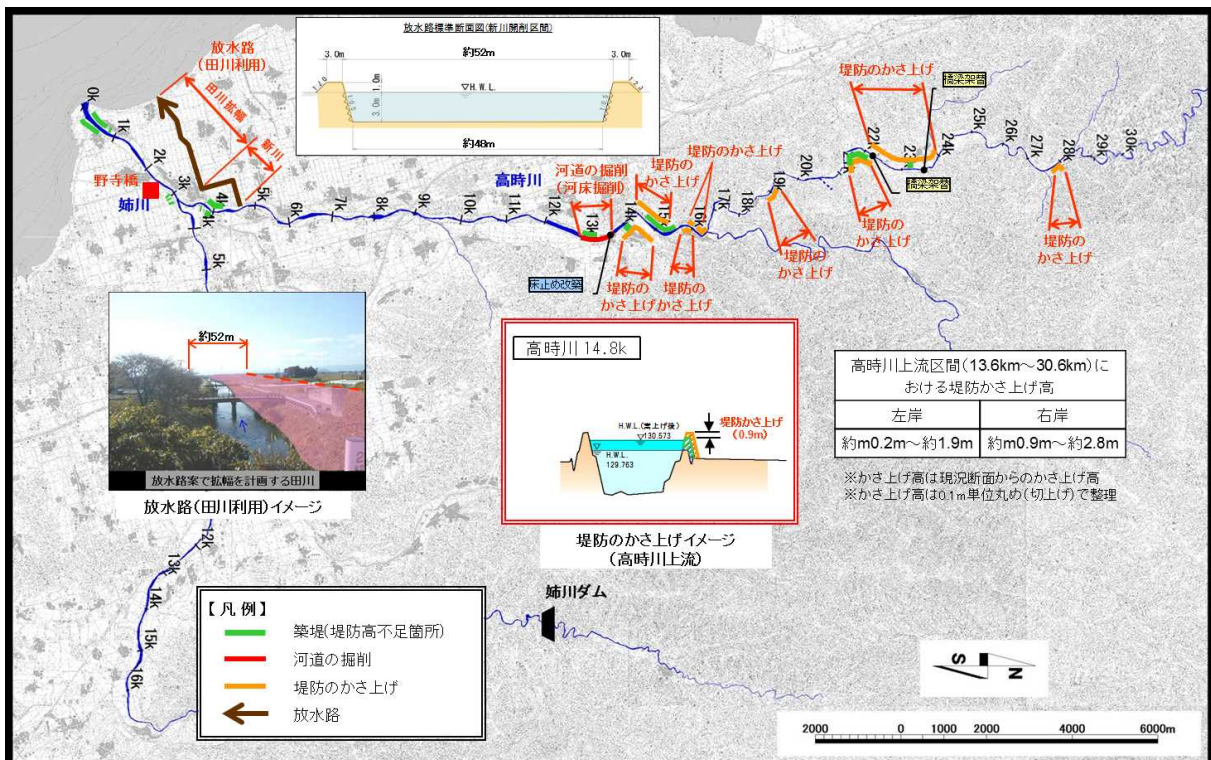 放水路標準断面図(新川開削区間)
約52m
3.0m
3.0m
1.0m
▽H.W.L.
3.0m
約48m
放水路
(田川利用)
田川拡幅
新川
0k
1k
2k
3k
4k
5k
6k
7k
8k
9k
10k
11k
12k
13k
14k
15k
16k
17k
18k
19k
20k
22k
24k
25k
26k
27k
28k
29k
30k
野寺橋
姉川
高時川
4k
5k
12k
13k
14k
15k
16k
河道の掘削
(河床掘削)
堤防の
かさ上げ
堤防のかさ上げ
堤防のかさ上げ
橋梁架替
橋梁架替
床止め改築
堤防の
かさ上げ
堤防の
かさ上げ
堤防の
かさ上げ
堤防の
かさ上げ
堤防の
かさ上げ
約52m
放水路案で拡幅を計画する田川
放水路(田川利用)イメージ
高時川 14.8k
H.W.L.(嵩上げ後)
▽130.573
H.W.L.
129.763
堤防かさ上げ
(0.9m)
堤防のかさ上げイメージ
(高時川上流)
高時川上流区間(13.6km～30.6km)に
おける堤防かさ上げ高
左岸 右岸
約m0.2m～約1.9m 約m0.9m～約2.8m
※かさ上げ高は現況断面からのかさ上げ高
※かさ上げ高は0.1m単位丸め(切上げ)で整理
姉川ダム
【凡例】
築堤(堤防高不足箇所)
河道の掘削
堤防のかさ上げ
放水路
S N
2000 0 1000 2000 4000 6000m